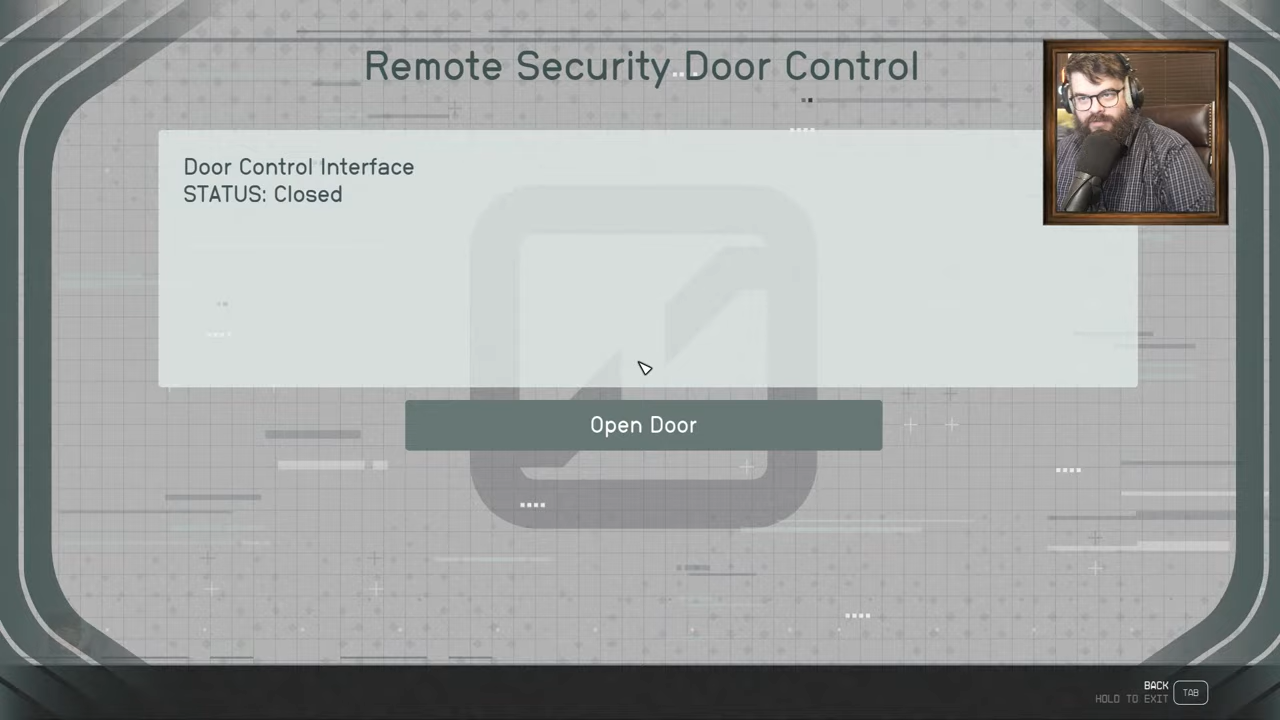 Remote Security Door Control
Door Control Interface
STATUS: Closed
Open Door
BACK
HOLD TO EXIT
TAB